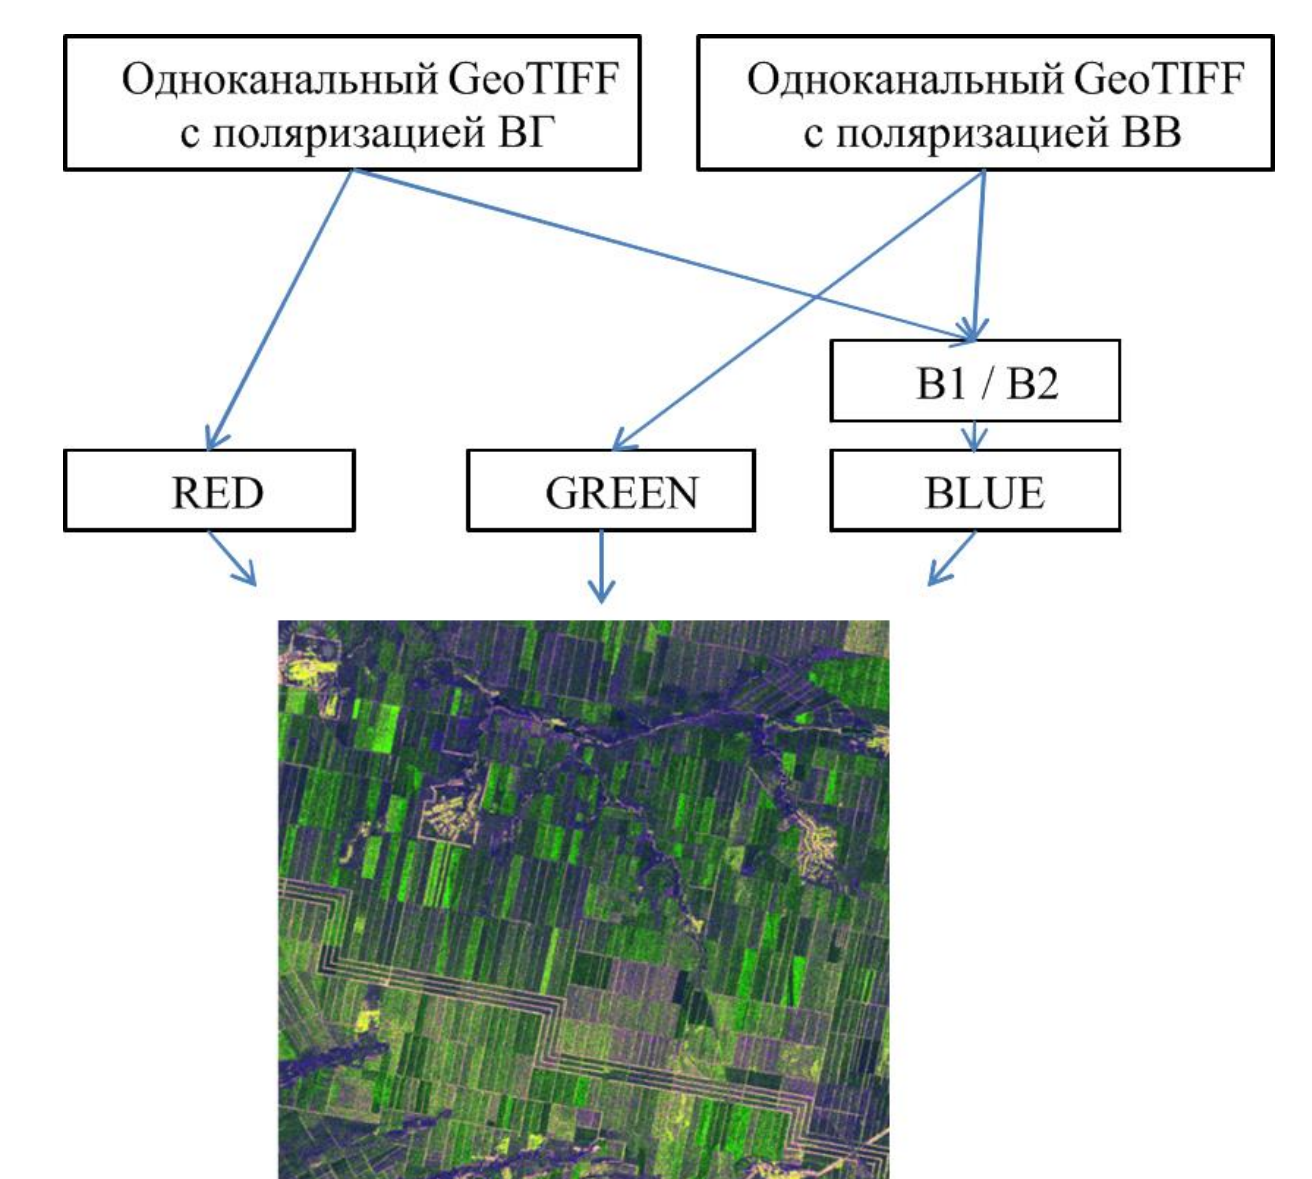 Одноканальный GeoTIFF
с поляризацией ВГ
Одноканальный GeoTIFF
с поляризацией ВВ
B1 / B2
RED
GREEN
BLUE